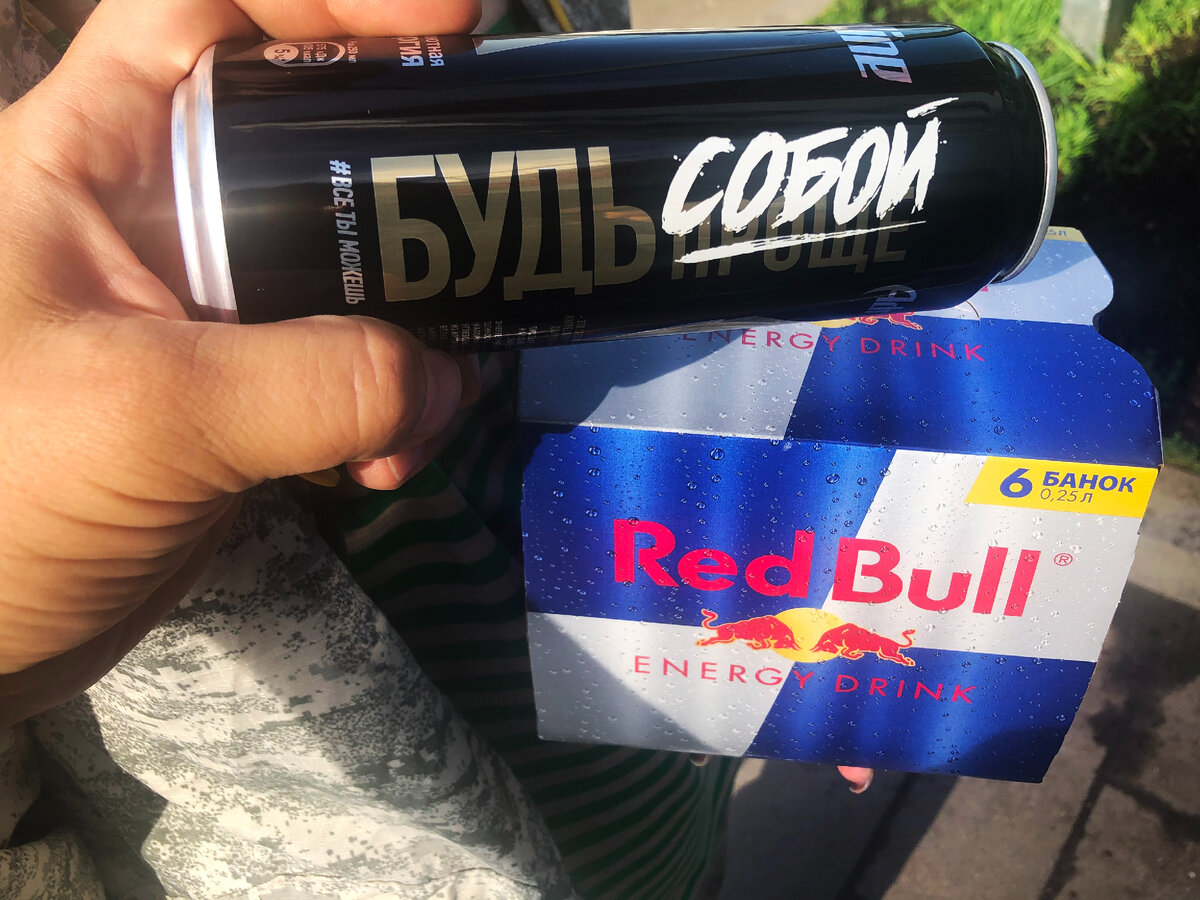 #ВСЕ ТЫ МОЖЕШЬ
БУДЬ
СОБОЙ
ПРОЩЕ
ENERGY DRINK
6 БАНОК
0,25 Л
Red Bull®
ENERGY DRINK